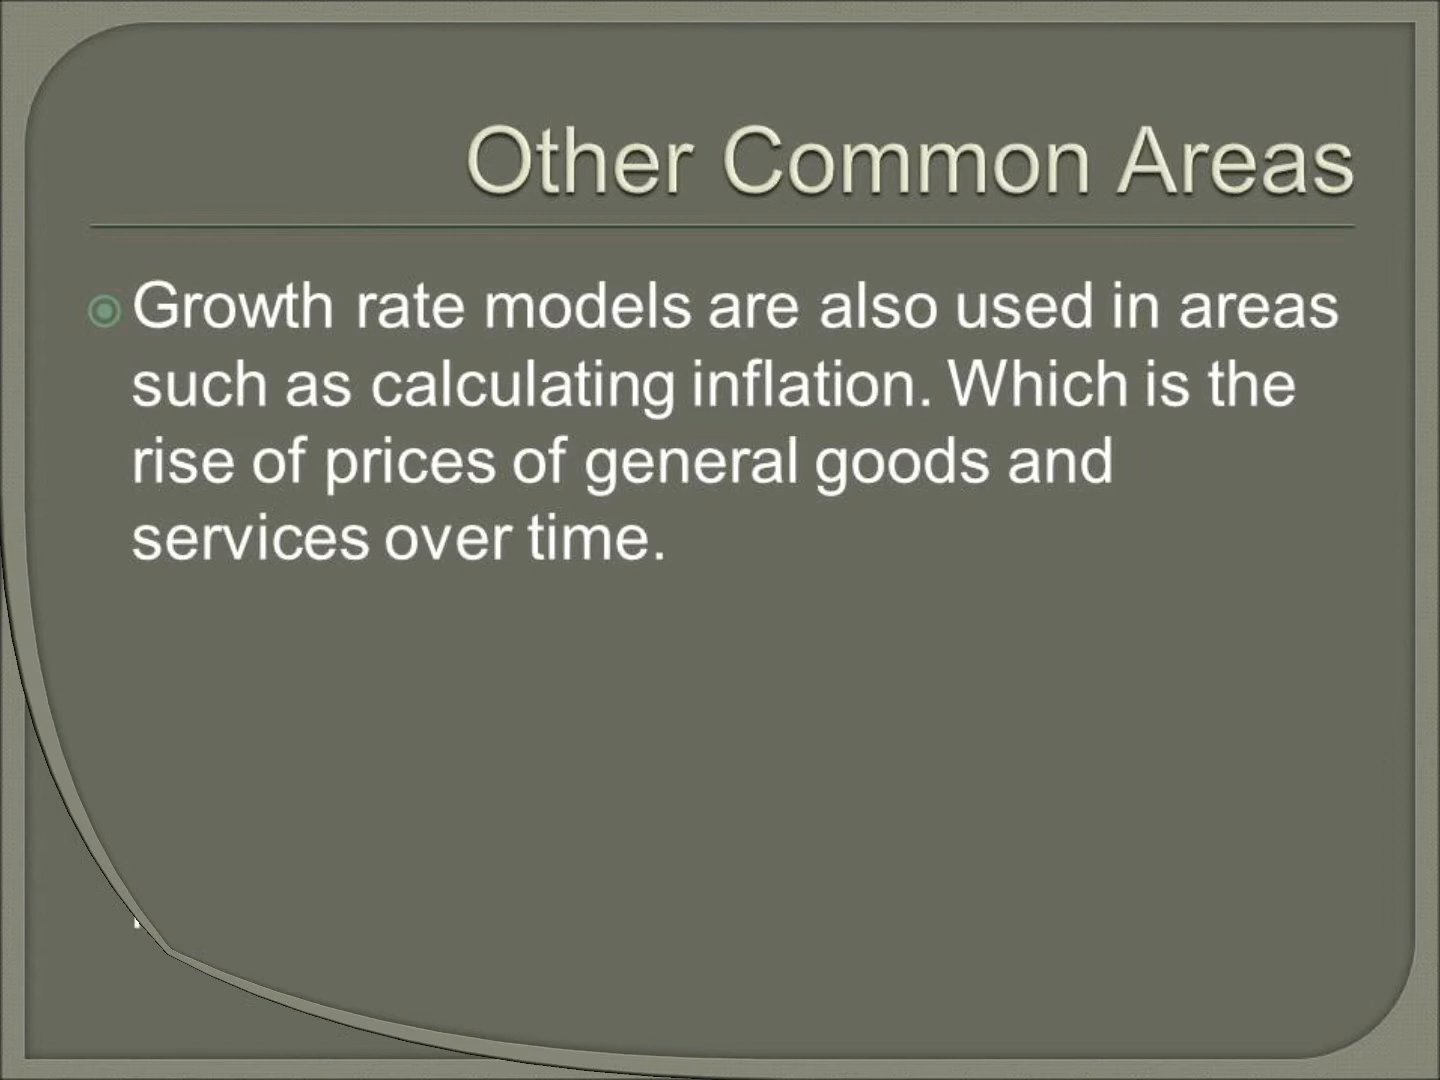 Other Common Areas
Growth rate models are also used in areas
such as calculating inflation. Which is the
rise of prices of general goods and
services over time.